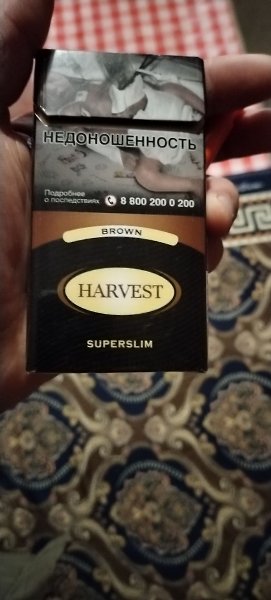 НЕДОНОШЕННОСТЬ
Подробнее
о последствиях 8 800 200 0 200
BROWN
HARVEST
SUPERSLIM